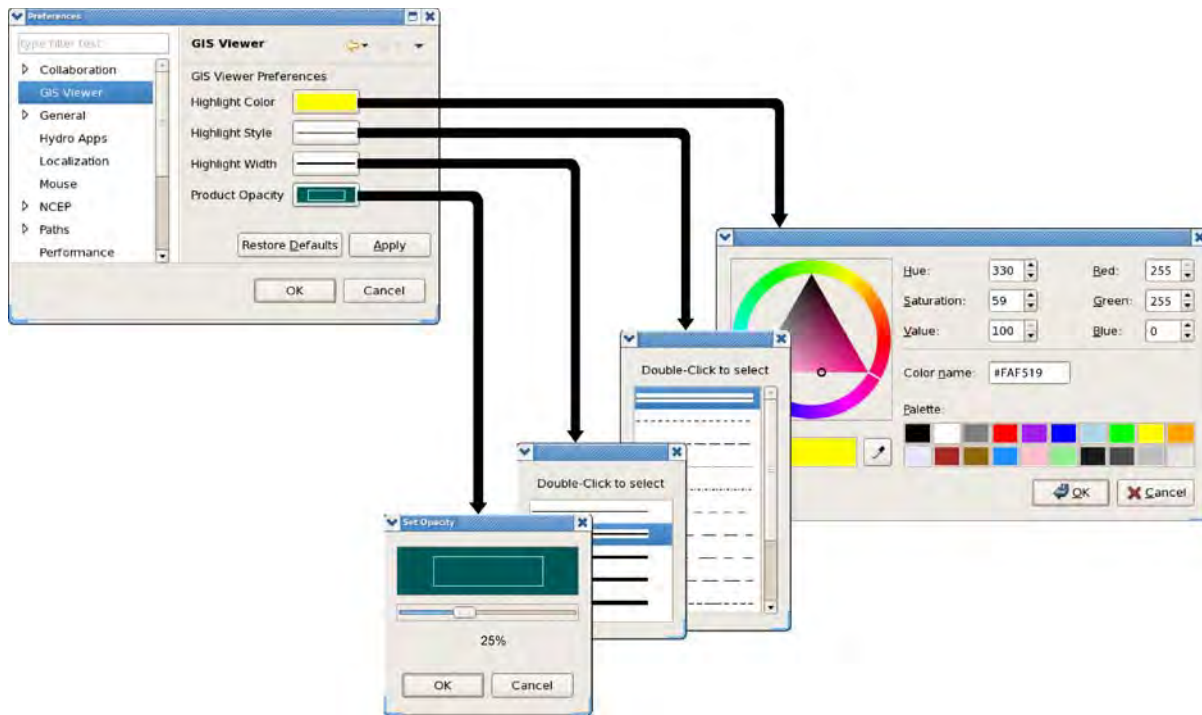 Preferences
type filter text
Collaboration
GIS Viewer
General
Hydro Apps
Localization
Mouse
NCEP
Paths
Performance
GIS Viewer
GIS Viewer Preferences
Highlight Color
Highlight Style
Highlight Width
Product Opacity
Restore Defaults
Apply
OK
Cancel
Hue: 330 Red: 255
Saturation: 59 Green: 255
Value: 100 Blue: 0
Color name: #FAF519
Palette:
OK Cancel
Double-Click to select
Double-Click to select
Set Opacity
25%
OK Cancel